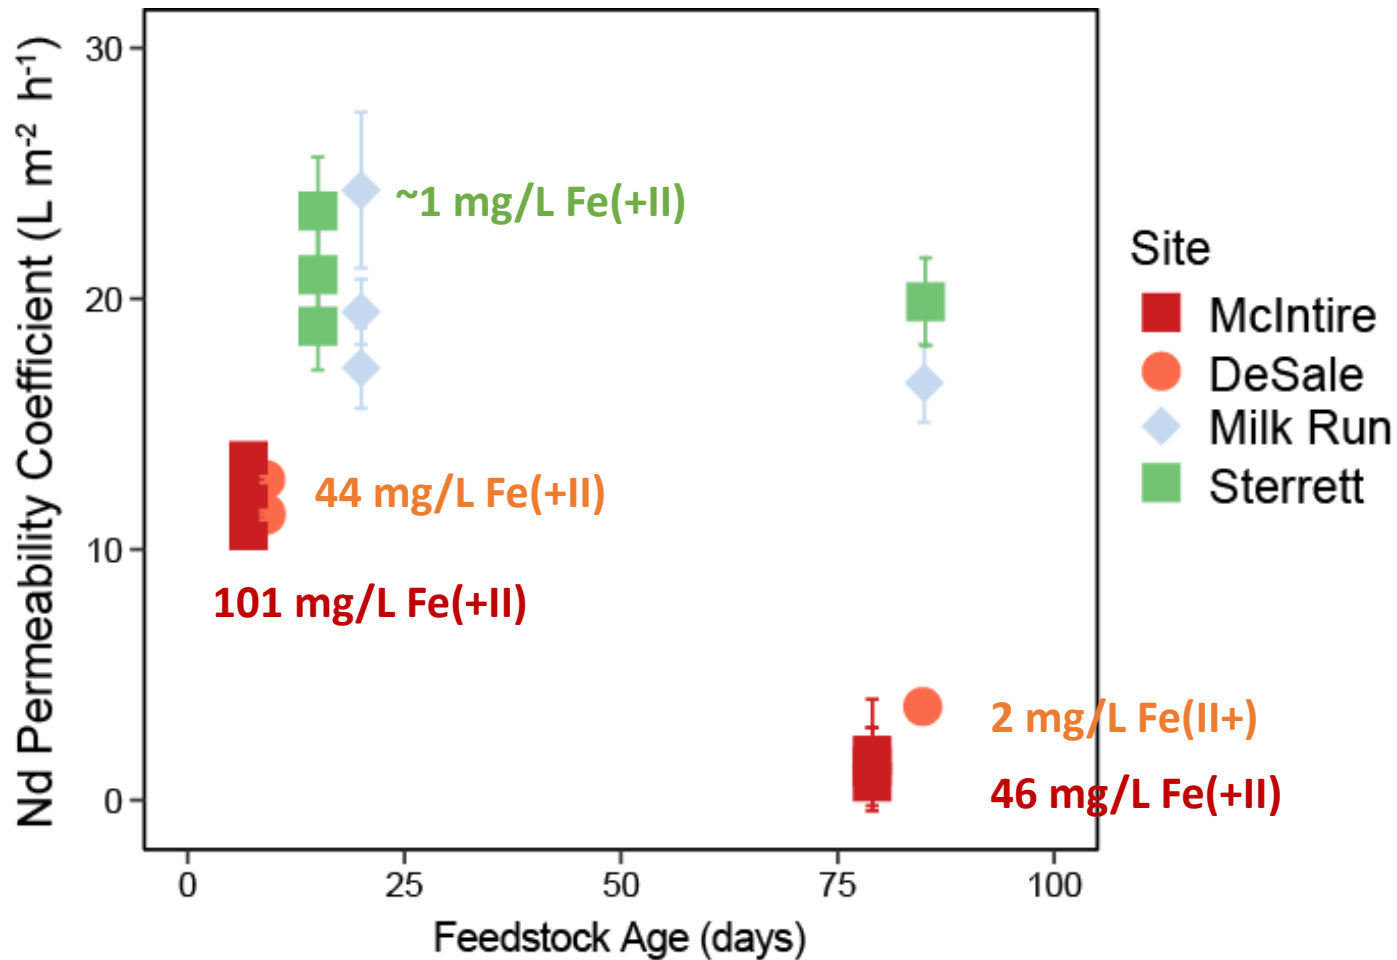 Nd Permeability Coefficient (L m-2 h-1)
30
20
10
0
~1 mg/L Fe(+II)
44 mg/L Fe(+II)
101 mg/L Fe(+II)
2 mg/L Fe(II+)
46 mg/L Fe(+II)
0
25
50
75
100
Feedstock Age (days)
Site
McIntire
DeSale
Milk Run
Sterrett